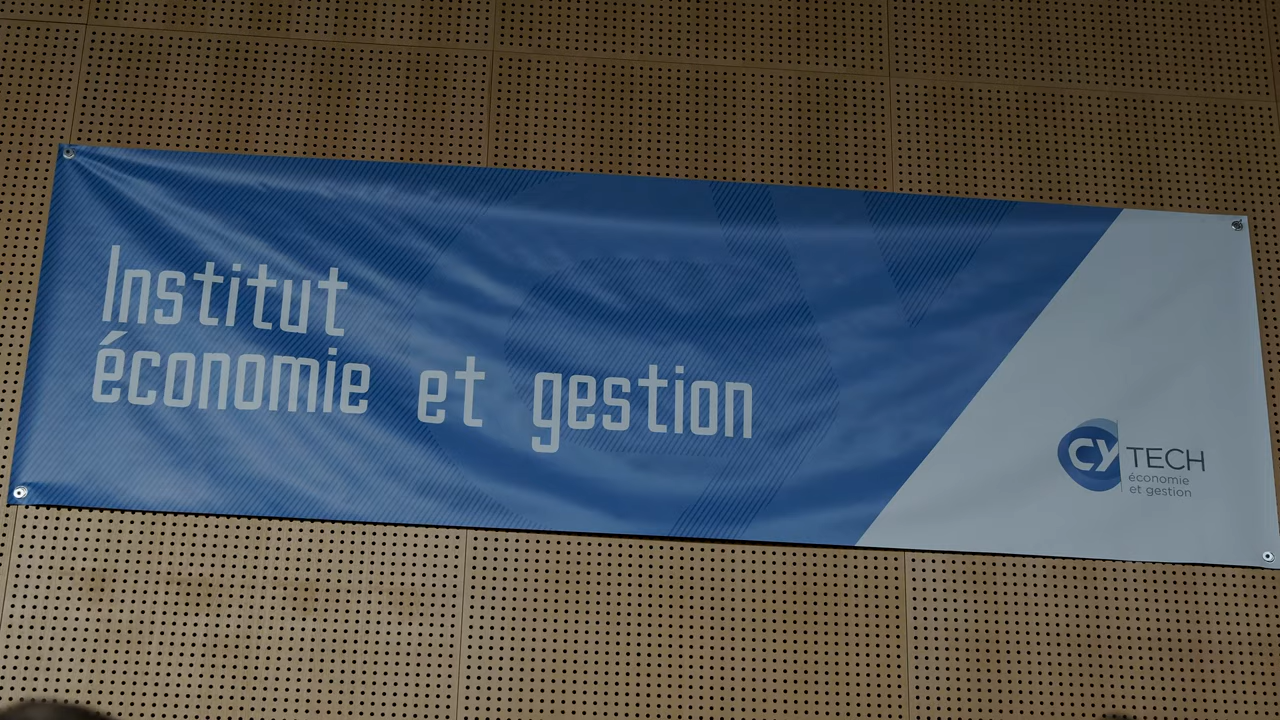 Institut
économie et gestion
CY TECH
économie
et gestion